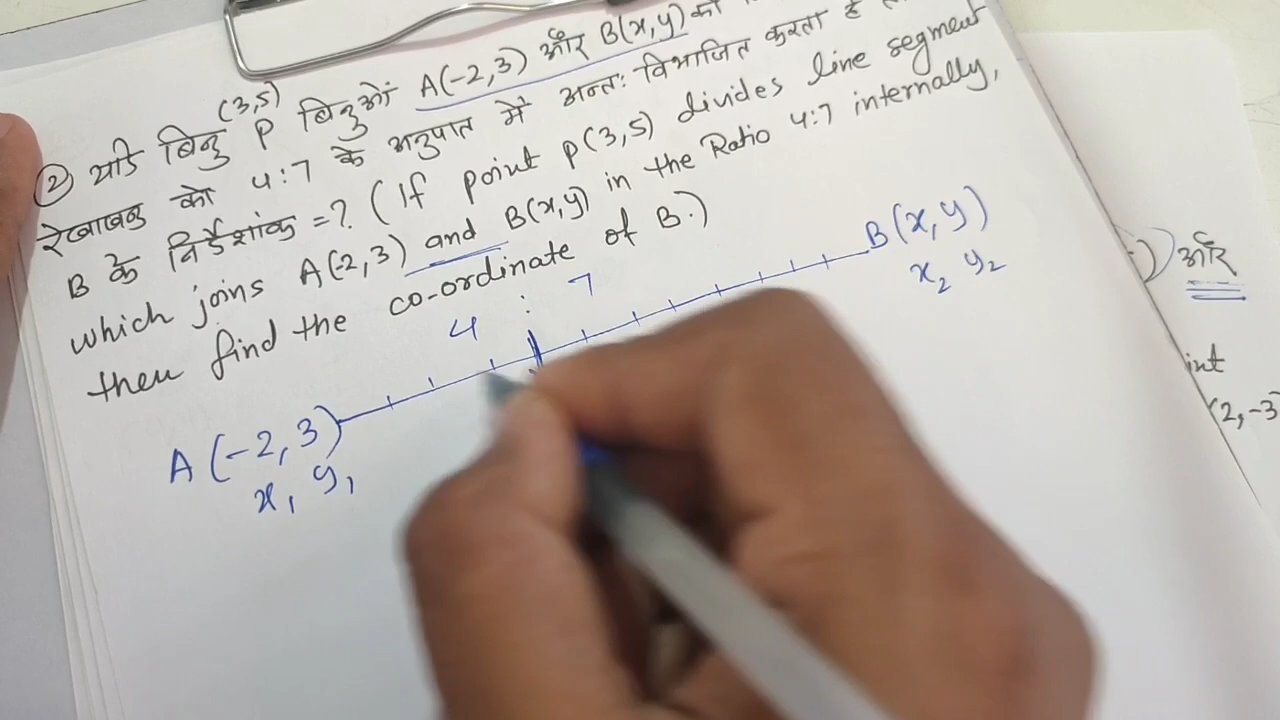 (3,5)
② यदि बिन्दु P बिन्दुओं A(-2,3) और B(x,y) को
रेखाखण्ड को 4:7 के अनुपात में अन्तः विभाजित करता है
B के निर्देशांक =? (If point P(3,5) divides line segment
which joins A(-2,3) and B(x,y) in the Ratio 4:7 internally,
then find the co-ordinate of B.)
4 : 7
B(x,y)
x₂ y₂
A(-2,3)
x₁ y₁
और
int
(2,-3